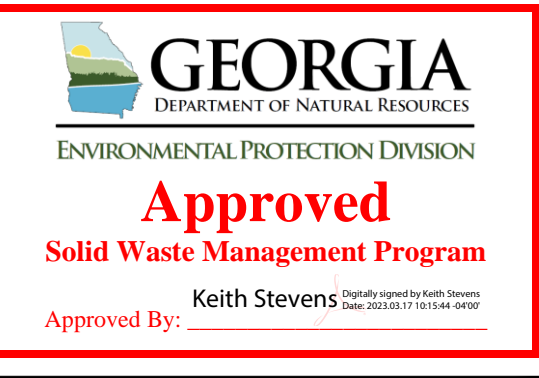 GEORGIA
DEPARTMENT OF NATURAL RESOURCES
ENVIRONMENTAL PROTECTION DIVISION
Approved
Solid Waste Management Program
Keith Stevens
Digitally signed by Keith Stevens
Date: 2023.03.17 10:15:44 -04'00'
Approved By: _________________________